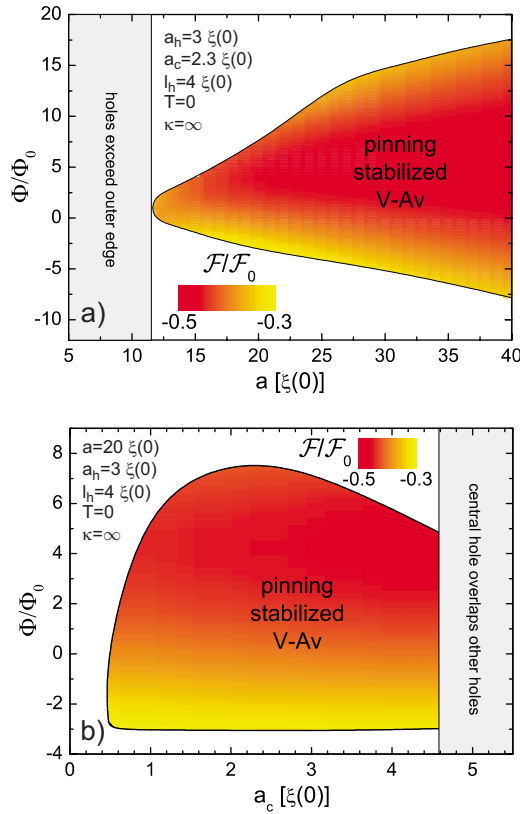 20
15
10
5
0
-5
-10
Φ/Φ₀
holes exceed outer edge
a_h=3 ξ(0)
a_c=2.3 ξ(0)
l_h=4 ξ(0)
T=0
κ=∞
pinning
stabilized
V-Av
ℱ/ℱ₀
-0.5 -0.3
a)
5 10 15 20 25 30 35 40
a [ξ(0)]
8
6
4
2
0
-2
-4
Φ/Φ₀
a=20 ξ(0)
a_h=3 ξ(0)
l_h=4 ξ(0)
T=0
κ=∞
ℱ/ℱ₀
-0.5 -0.3
pinning
stabilized
V-Av
central hole overlaps other holes
b)
0 1 2 3 4 5
a_c [ξ(0)]